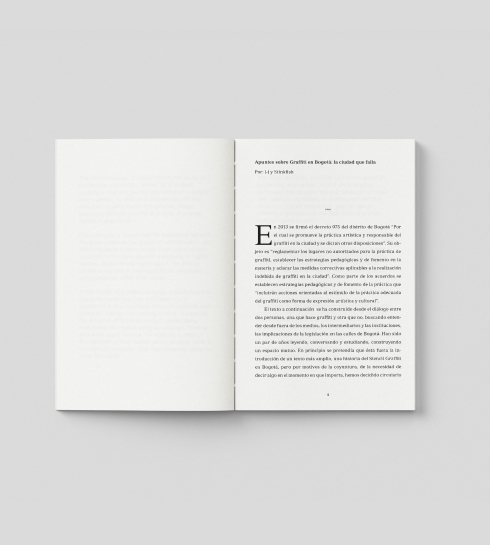 Apuntes sobre Graffiti en Bogotá: la ciudad que falla
Por: i-J y Stinkfish
—
En 2013 se firmó el decreto 075 del distrito de Bogotá "Por
el cual se promueve la práctica artística y responsable del
graffiti en la ciudad y se dictan otras disposiciones". Su ob-
jeto es "reglamentar los lugares no autorizados para la práctica de
graffiti, establecer las estrategias pedagógicas y de fomento en la
materia y aclarar las medidas correctivas aplicables a la realización
indebida de graffiti en la ciudad". Como parte de los acuerdos se
establecen estrategias pedagógicas y de fomento de la práctica que
"incluirán acciones orientadas al estímulo de la práctica adecuada
del graffiti como forma de expresión artística y cultural".
El texto a continuación se ha construido desde el diálogo entre
dos personas, una que hace graffiti y otra que no, buscando enten-
der desde fuera de los medios, los intermediarios y las instituciones,
las implicaciones de la legislación en las calles de Bogotá. Han sido
un par de años leyendo, conversando y estudiando, construyendo
un espacio mutuo. En principio se pretendía que ésta fuera la in-
troducción de un texto más amplio, una historia del Stencil Graffiti
en Bogotá, pero por motivos de la coyuntura, de la necesidad de
decir algo en el momento en que importa, hemos decidido circularlo